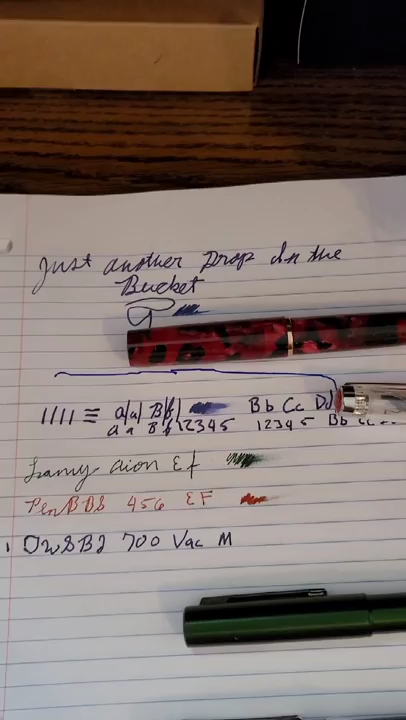 Just another Drop In the
Bucket
1111 ≡ a|a| B|f| Bb Cc Dd
a a B f 12345 12345 Bb cc
Lamy aion Ef
PenBBS 456 EF
700 Vac M